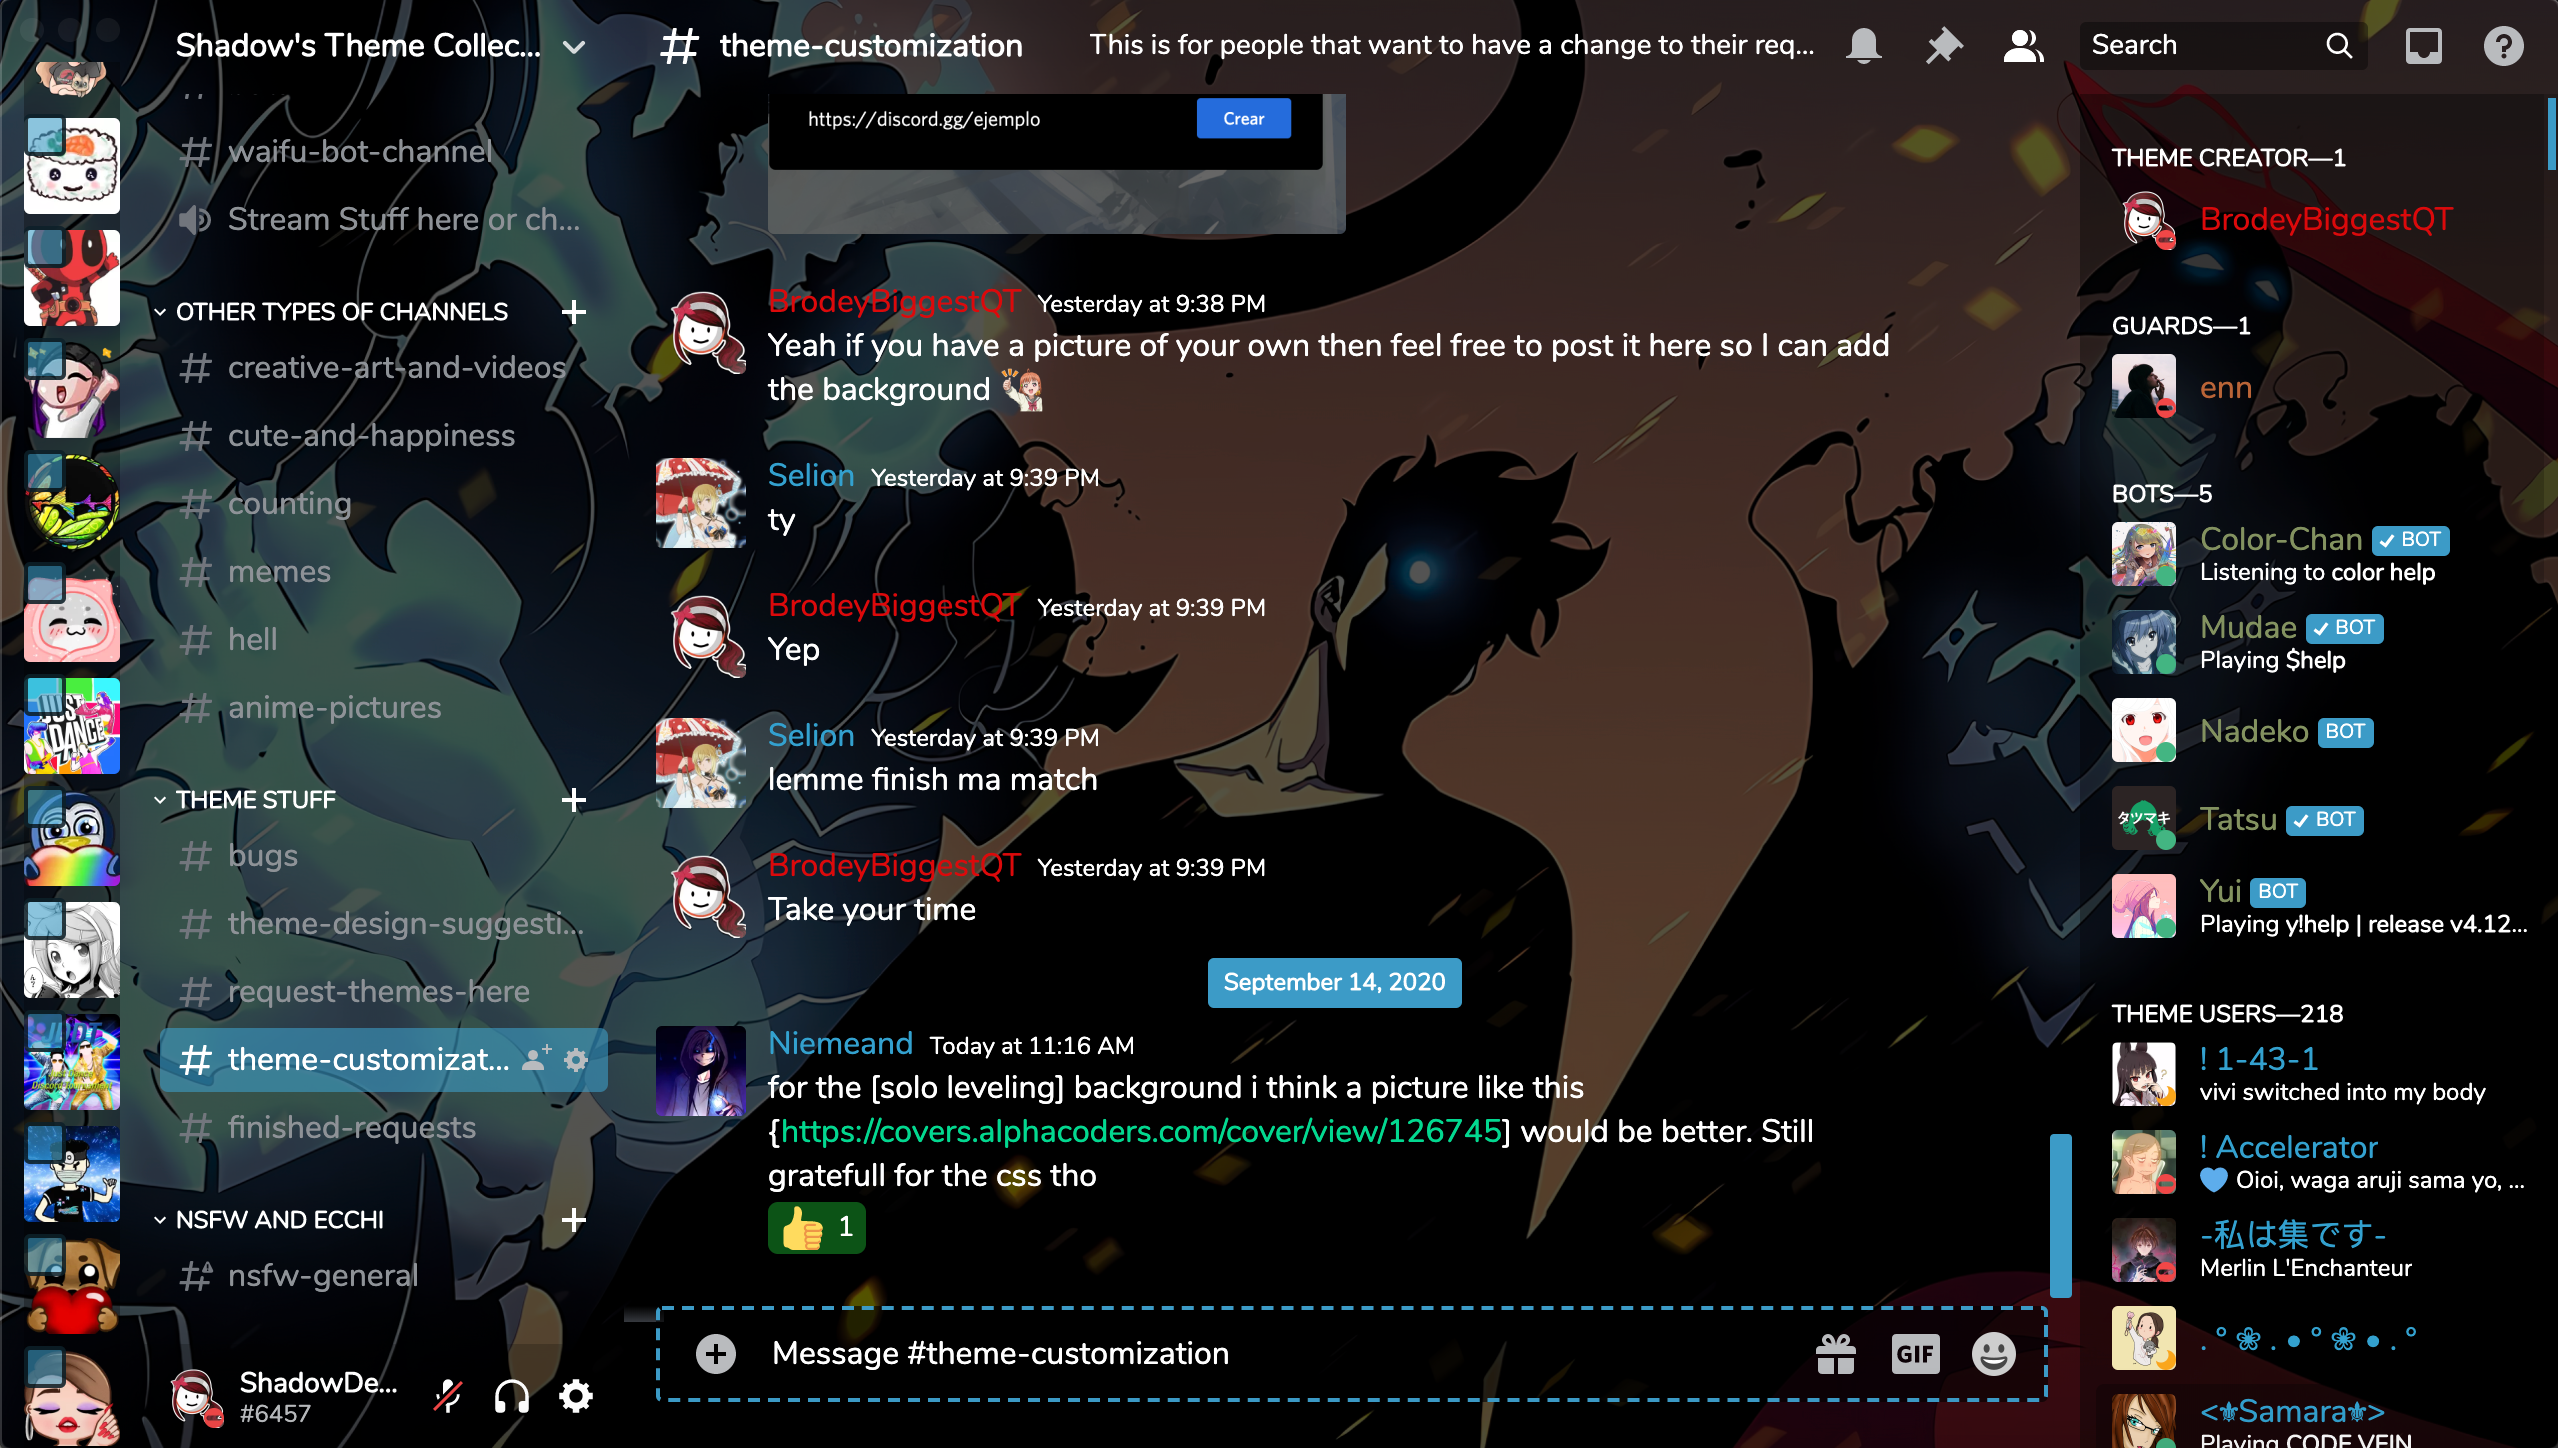 Shadow's Theme Collec...
theme-customization
This is for people that want to have a change to their req...
Search
waifu-bot-channel
Stream Stuff here or ch...
OTHER TYPES OF CHANNELS
creative-art-and-videos
cute-and-happiness
counting
memes
hell
anime-pictures
THEME STUFF
bugs
theme-design-suggesti...
request-themes-here
theme-customizat...
finished-requests
NSFW AND ECCHI
nsfw-general
ShadowDe...
#6457
https://discord.gg/ejemplo
Crear
BrodeyBiggestQT Yesterday at 9:38 PM
Yeah if you have a picture of your own then feel free to post it here so I can add
the background
Selion Yesterday at 9:39 PM
ty
BrodeyBiggestQT Yesterday at 9:39 PM
Yep
Selion Yesterday at 9:39 PM
lemme finish ma match
BrodeyBiggestQT Yesterday at 9:39 PM
Take your time
September 14, 2020
Niemeand Today at 11:16 AM
for the [solo leveling] background i think a picture like this
{https://covers.alphacoders.com/cover/view/126745] would be better. Still
gratefull for the css tho
👍 1
Message #theme-customization
GIF
THEME CREATOR—1
BrodeyBiggestQT
GUARDS—1
enn
BOTS—5
Color-Chan ✓ BOT
Listening to color help
Mudae ✓ BOT
Playing $help
Nadeko BOT
タツマキ
Tatsu ✓ BOT
Yui BOT
Playing y!help | release v4.12...
THEME USERS—218
! 1-43-1
vivi switched into my body
! Accelerator
💙 Oioi, waga aruji sama yo, ...
-私は集です-
Merlin L'Enchanteur
. ° ❀ . • ° ❀ • . °
<⚜Samara⚜>
Playing CODE VEIN
JUST DANCE